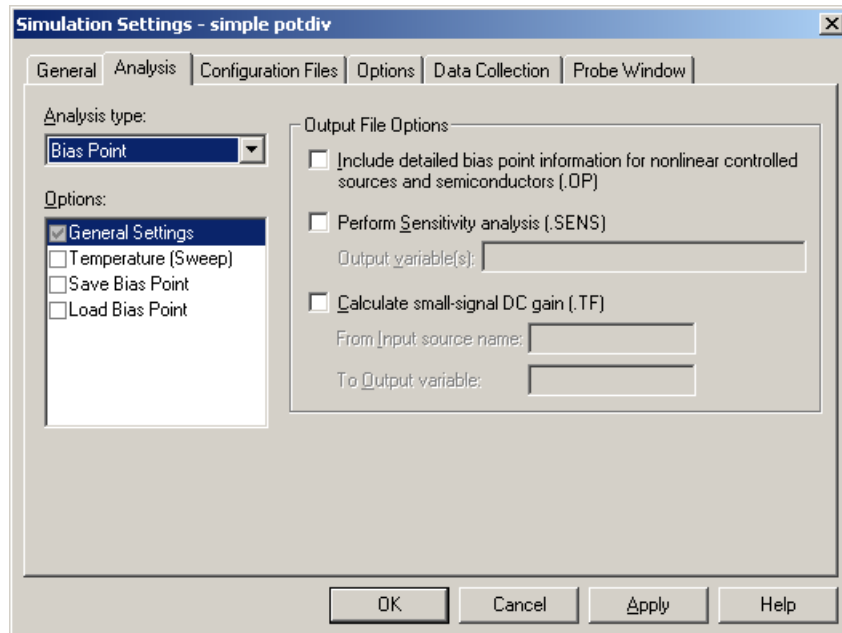 Simulation Settings - simple potdiv
General Analysis Configuration Files Options Data Collection Probe Window
Analysis type:
Bias Point
Options:
General Settings
Temperature (Sweep)
Save Bias Point
Load Bias Point
Output File Options
Include detailed bias point information for nonlinear controlled
sources and semiconductors (.OP)
Perform Sensitivity analysis (.SENS)
Output variable(s):
Calculate small-signal DC gain (.TF)
From Input source name:
To Output variable:
OK Cancel Apply Help